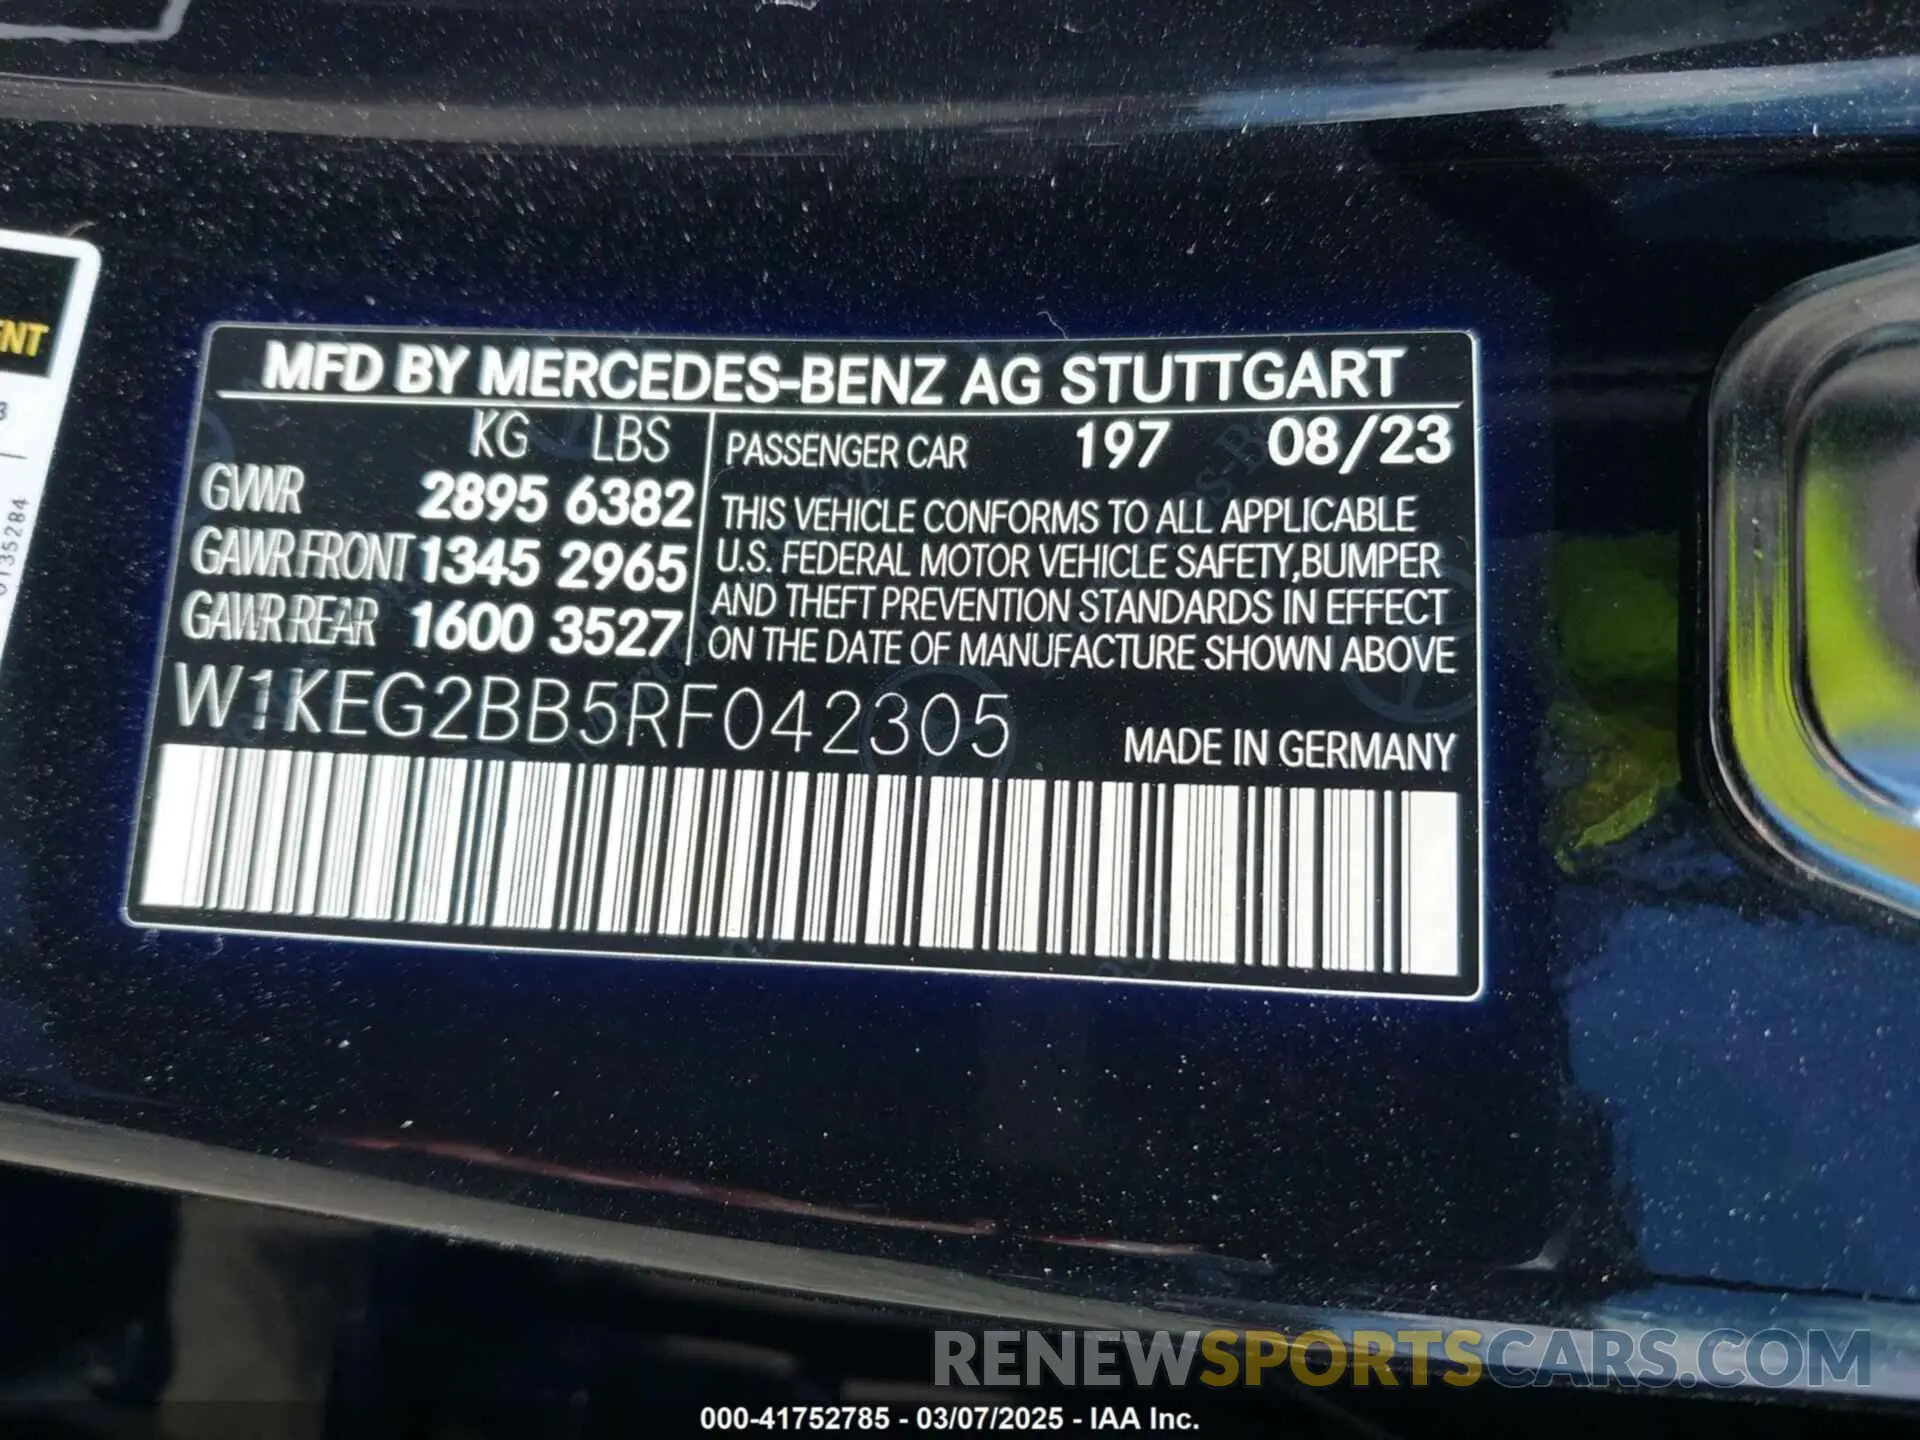 MFD BY MERCEDES-BENZ AG STUTTGART
KG LBS
GVWR 2895 6382
GAWR FRONT 1345 2965
GAWR REAR 1600 3527
PASSENGER CAR 197 08/23
THIS VEHICLE CONFORMS TO ALL APPLICABLE
U.S. FEDERAL MOTOR VEHICLE SAFETY,BUMPER
AND THEFT PREVENTION STANDARDS IN EFFECT
ON THE DATE OF MANUFACTURE SHOWN ABOVE
W1KEG2BB5RF042305
MADE IN GERMANY
RENEWSPORTSCARS.COM
000-41752785 - 03/07/2025 - IAA Inc.